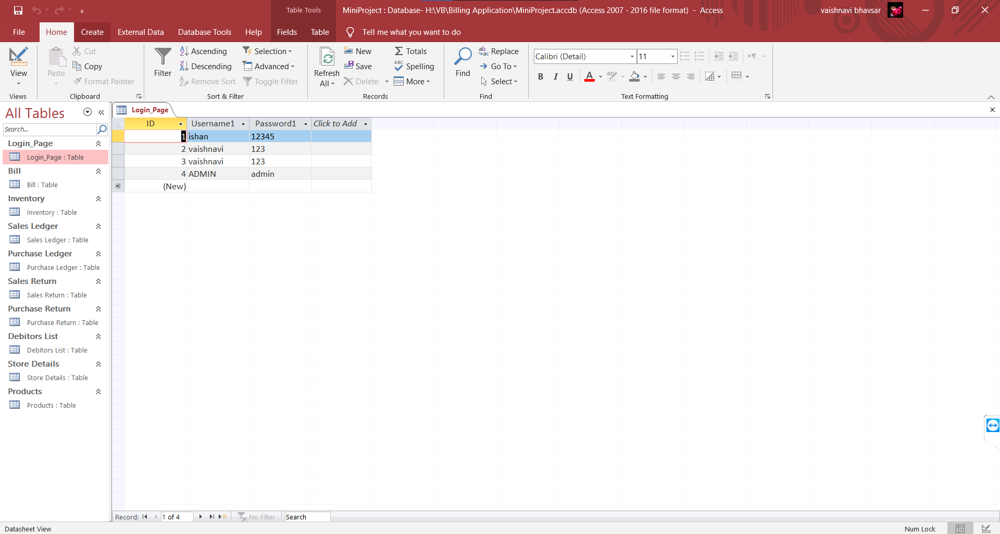 Table Tools
MiniProject : Database- H:\VB\Billing Application\MiniProject.accdb (Access 2007 - 2016 file format) - Access
vaishnavi bhavsar
File Home Create External Data Database Tools Help Fields Table Tell me what you want to do
View
Views
Paste
Cut
Copy
Format Painter
Clipboard
Filter
Ascending
Descending
Remove Sort
Selection
Advanced
Toggle Filter
Sort & Filter
Refresh
All
New
Save
Delete
Totals
Spelling
More
Records
Find
Replace
Go To
Select
Find
Calibri (Detail) 11
B I U A
Text Formatting
All Tables
Search...
Login_Page
Login_Page : Table
Bill
Bill : Table
Inventory
Inventory : Table
Sales Ledger
Sales Ledger : Table
Purchase Ledger
Purchase Ledger : Table
Sales Return
Sales Return : Table
Purchase Return
Purchase Return : Table
Debitors List
Debitors List : Table
Store Details
Store Details : Table
Products
Products : Table
Login_Page
ID Username1 Password1 Click to Add
1 ishan 12345
2 vaishnavi 123
3 vaishnavi 123
4 ADMIN admin
(New)
Record: 1 of 4 No Filter Search
Datasheet View
Num Lock